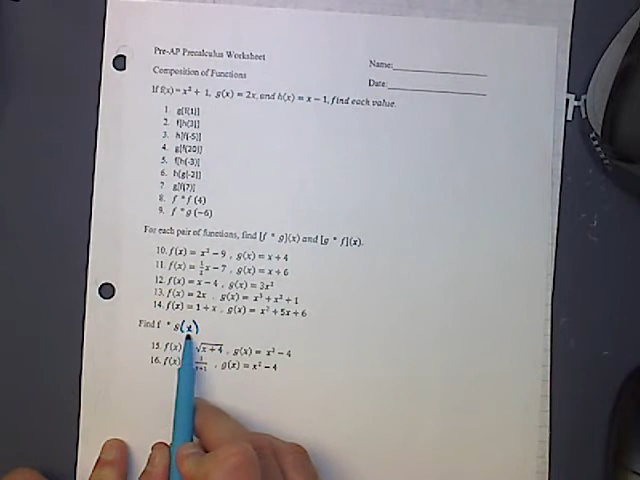 Pre-AP Precalculus Worksheet
Name:
Composition of Functions
Date:
If f(x) = x² + 1, g(x) = 2x, and h(x) = x − 1, find each value.
1. g[f(1)]
2. f[h(3)]
3. h[f(-5)]
4. g[f(20)]
5. f[h(-3)]
6. h[g(-2)]
7. g[f(7)]
8. f ∘ f (4)
9. f ∘ g (−6)
For each pair of functions, find [f ∘ g](x) and [g ∘ f](x).
10. f(x) = x² − 9 , g(x) = x + 4
11. f(x) = ½x − 7 , g(x) = x + 6
12. f(x) = x − 4 , g(x) = 3x²
13. f(x) = 2x , g(x) = x³ + x² + 1
14. f(x) = 1 + x , g(x) = x² + 5x + 6
Find f ∘ g(x)
15. f(x) √x + 4 , g(x) = x² − 4
16. f(x) , g(x) = x² − 4